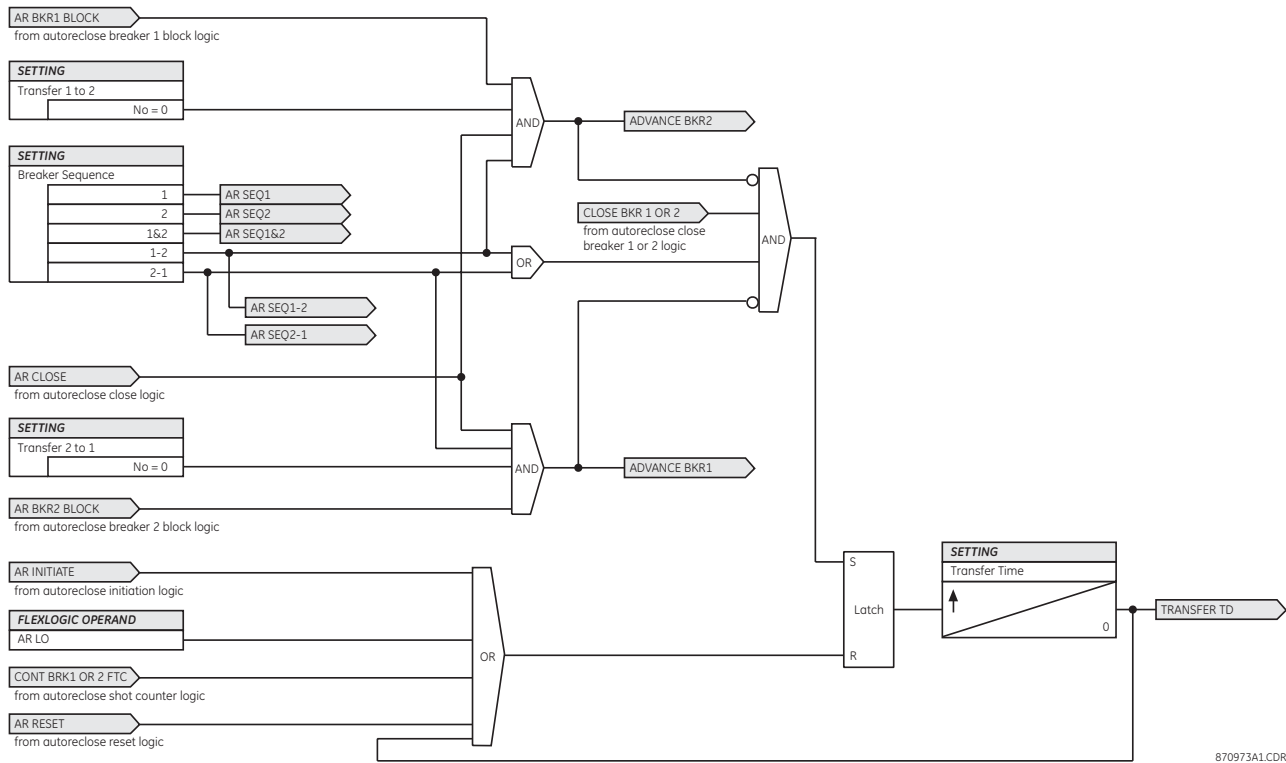 AR BKR1 BLOCK
from autoreclose breaker 1 block logic
SETTING
Transfer 1 to 2
No = 0
AND
ADVANCE BKR2
SETTING
Breaker Sequence
1
AR SEQ1
2
AR SEQ2
1&2
AR SEQ1&2
1-2
2-1
CLOSE BKR 1 OR 2
from autoreclose close
breaker 1 or 2 logic
AND
OR
AR SEQ1-2
AR SEQ2-1
AR CLOSE
from autoreclose close logic
SETTING
Transfer 2 to 1
No = 0
AND
ADVANCE BKR1
AR BKR2 BLOCK
from autoreclose breaker 2 block logic
AR INITIATE
from autoreclose initiation logic
FLEXLOGIC OPERAND
AR LO
CONT BRK1 OR 2 FTC
from autoreclose shot counter logic
AR RESET
from autoreclose reset logic
OR
S
Latch
R
SETTING
Transfer Time
0
TRANSFER TD
870973A1.CDR